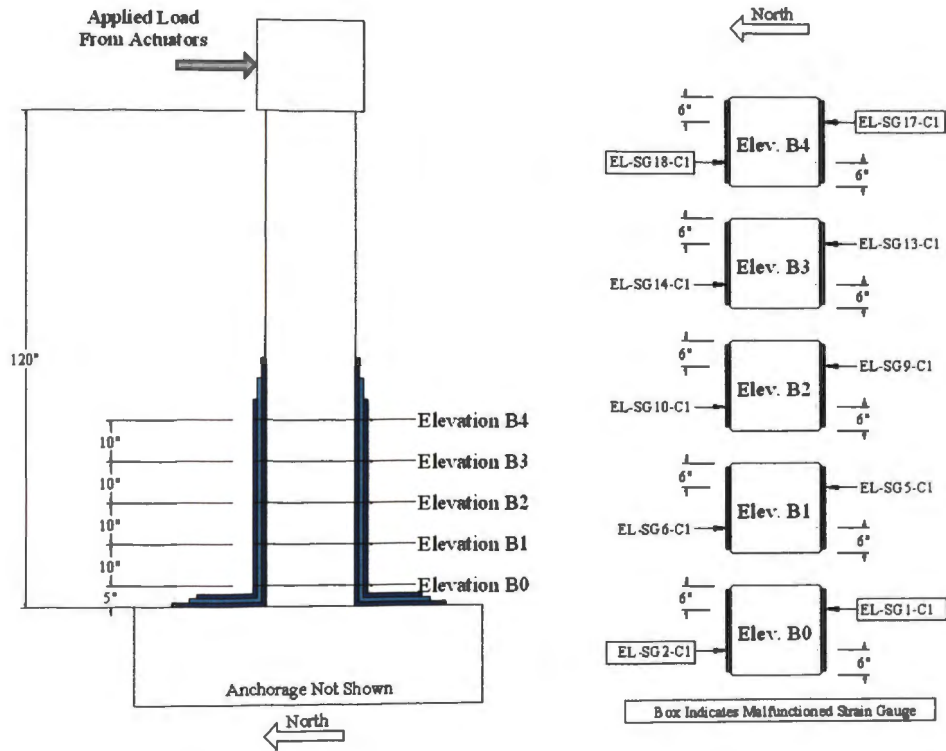 Applied Load
From Actuators
120"
Elevation B4
10"
Elevation B3
10"
Elevation B2
10"
Elevation B1
10"
Elevation B0
5"
Anchorage Not Shown
North
North
6"
EL-SG17-C1
Elev. B4
EL-SG18-C1
6"
6"
EL-SG13-C1
Elev. B3
EL-SG14-C1
6"
6"
EL-SG9-C1
Elev. B2
EL-SG10-C1
6"
6"
EL-SG5-C1
Elev. B1
EL-SG6-C1
6"
6"
EL-SG1-C1
Elev. B0
EL-SG2-C1
6"
Box Indicates Malfunctioned Strain Gauge